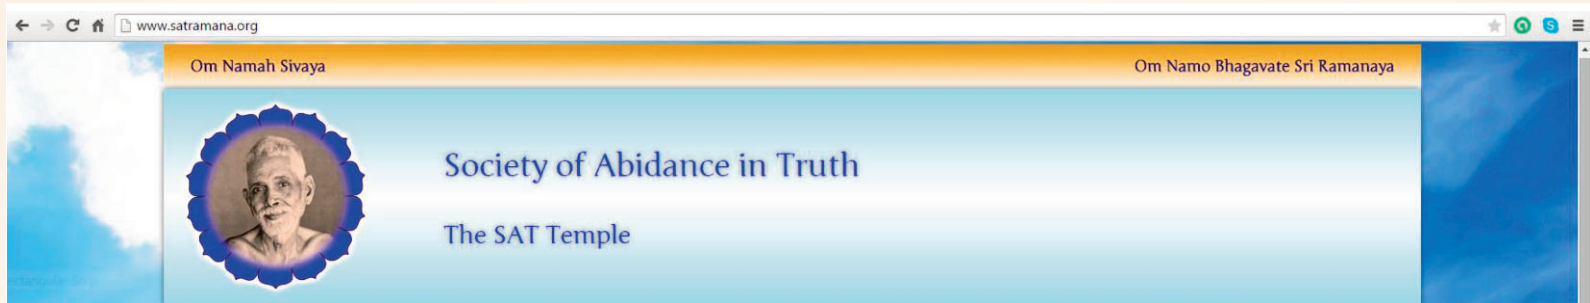 www.satramana.org
Om Namah Sivaya
Om Namo Bhagavate Sri Ramanaya
Society of Abidance in Truth
The SAT Temple